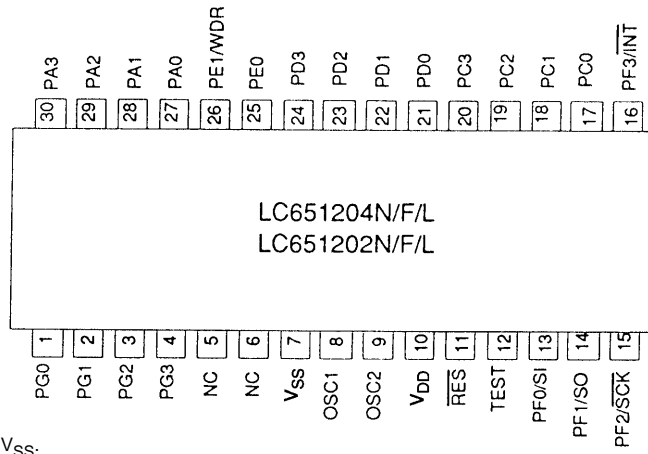 PA3 PA2 PA1 PA0 PE1/WDR PE0 PD3 PD2 PD1 PD0 PC3 PC2 PC1 PC0 PF3/INT
30 29 28 27 26 25 24 23 22 21 20 19 18 17 16
LC651204N/F/L
LC651202N/F/L
1 2 3 4 5 6 7 8 9 10 11 12 13 14 15
PG0 PG1 PG2 PG3 NC NC VSS OSC1 OSC2 VDD RES TEST PF0/SI PF1/SO PF2/SCK
VSS.